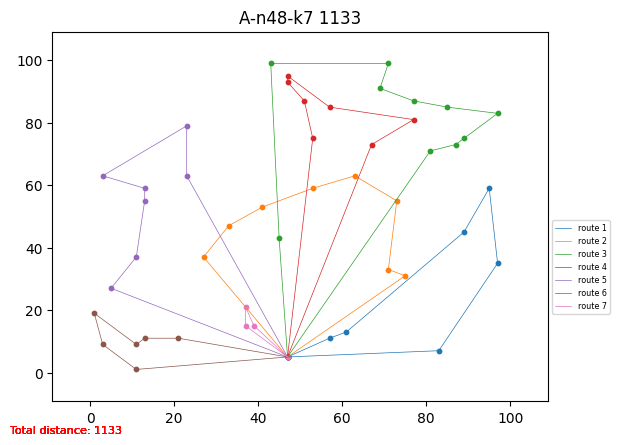 A-n48-k7 1133
100
80
60
40
20
0
0 20 40 60 80 100
route 1
route 2
route 3
route 4
route 5
route 6
route 7
Total distance: 1133